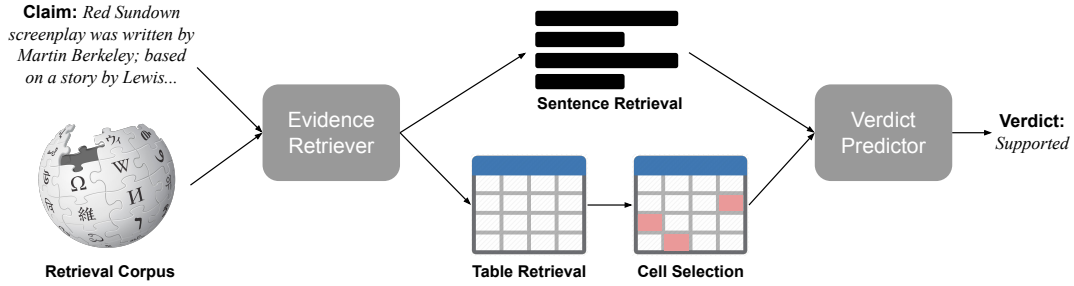 Claim: Red Sundown
screenplay was written by
Martin Berkeley; based
on a story by Lewis...
Retrieval Corpus
Ω
W
И
維
Evidence
Retriever
Sentence Retrieval
Table Retrieval
Cell Selection
Verdict
Predictor
Verdict:
Supported